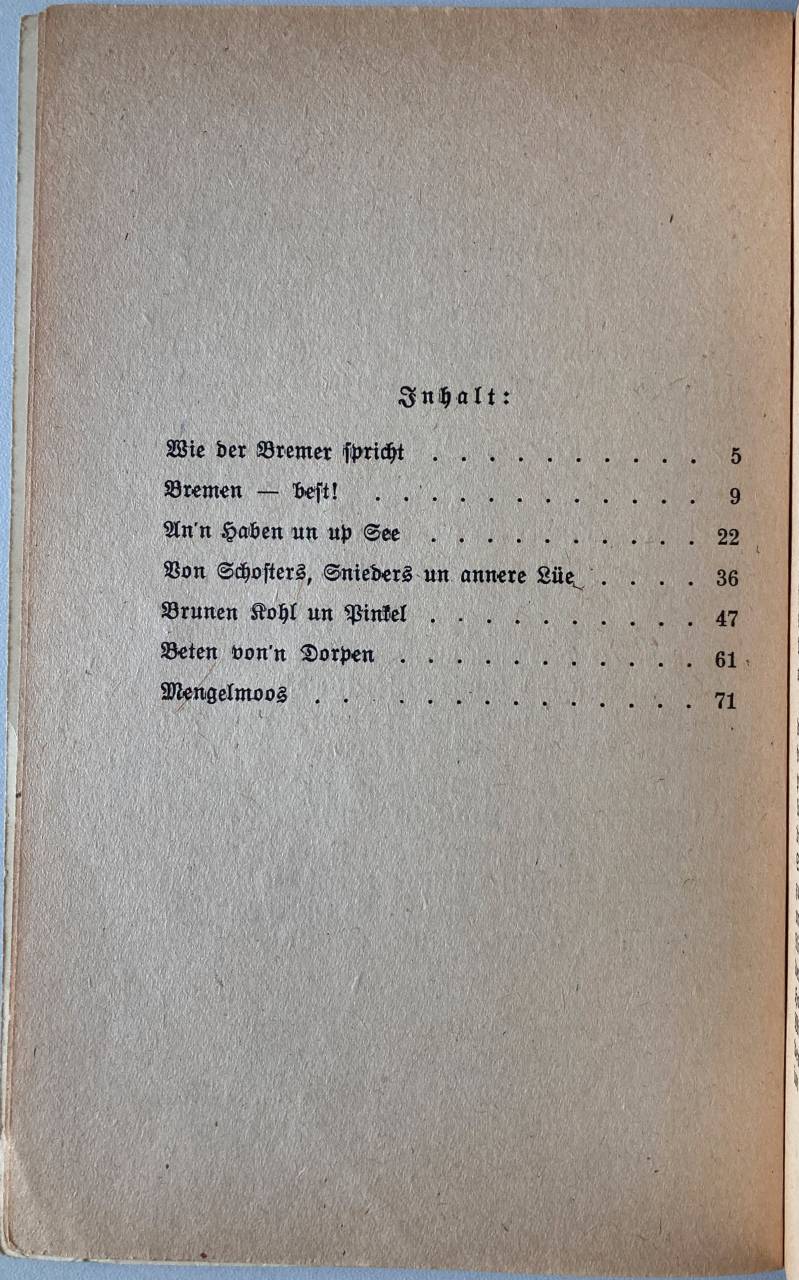 Inhalt:
Wie der Bremer spricht . . . . . . . . . . 5
Bremen — best! . . . . . . . . . . . . 9
An'n Haben un up See . . . . . . . . . . 22
Von Schosters, Snieders un annere Lüe . . . . 36
Brunen Kohl un Pinkel . . . . . . . . . . 47
Beten von'n Dorpen . . . . . . . . . . . 61
Mengelmoos . . . . . . . . . . . . . 71